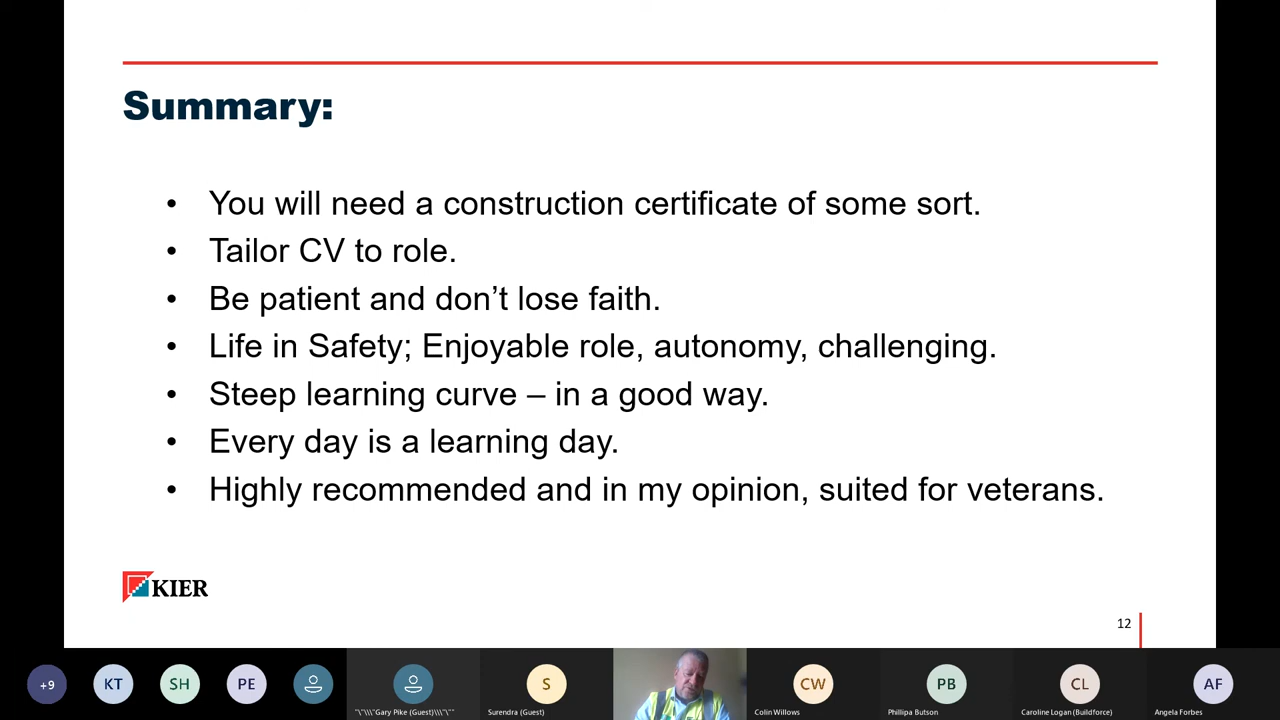 Summary:
• You will need a construction certificate of some sort.
• Tailor CV to role.
• Be patient and don’t lose faith.
• Life in Safety; Enjoyable role, autonomy, challenging.
• Steep learning curve – in a good way.
• Every day is a learning day.
• Highly recommended and in my opinion, suited for veterans.
KIER
12
+9 KT SH PE S CW PB CL AF
"\"\\\"Gary Pike (Guest)\\\"\"" Surendra (Guest) Colin Willows Phillipa Butson Caroline Logan (Buildforce) Angela Forbes